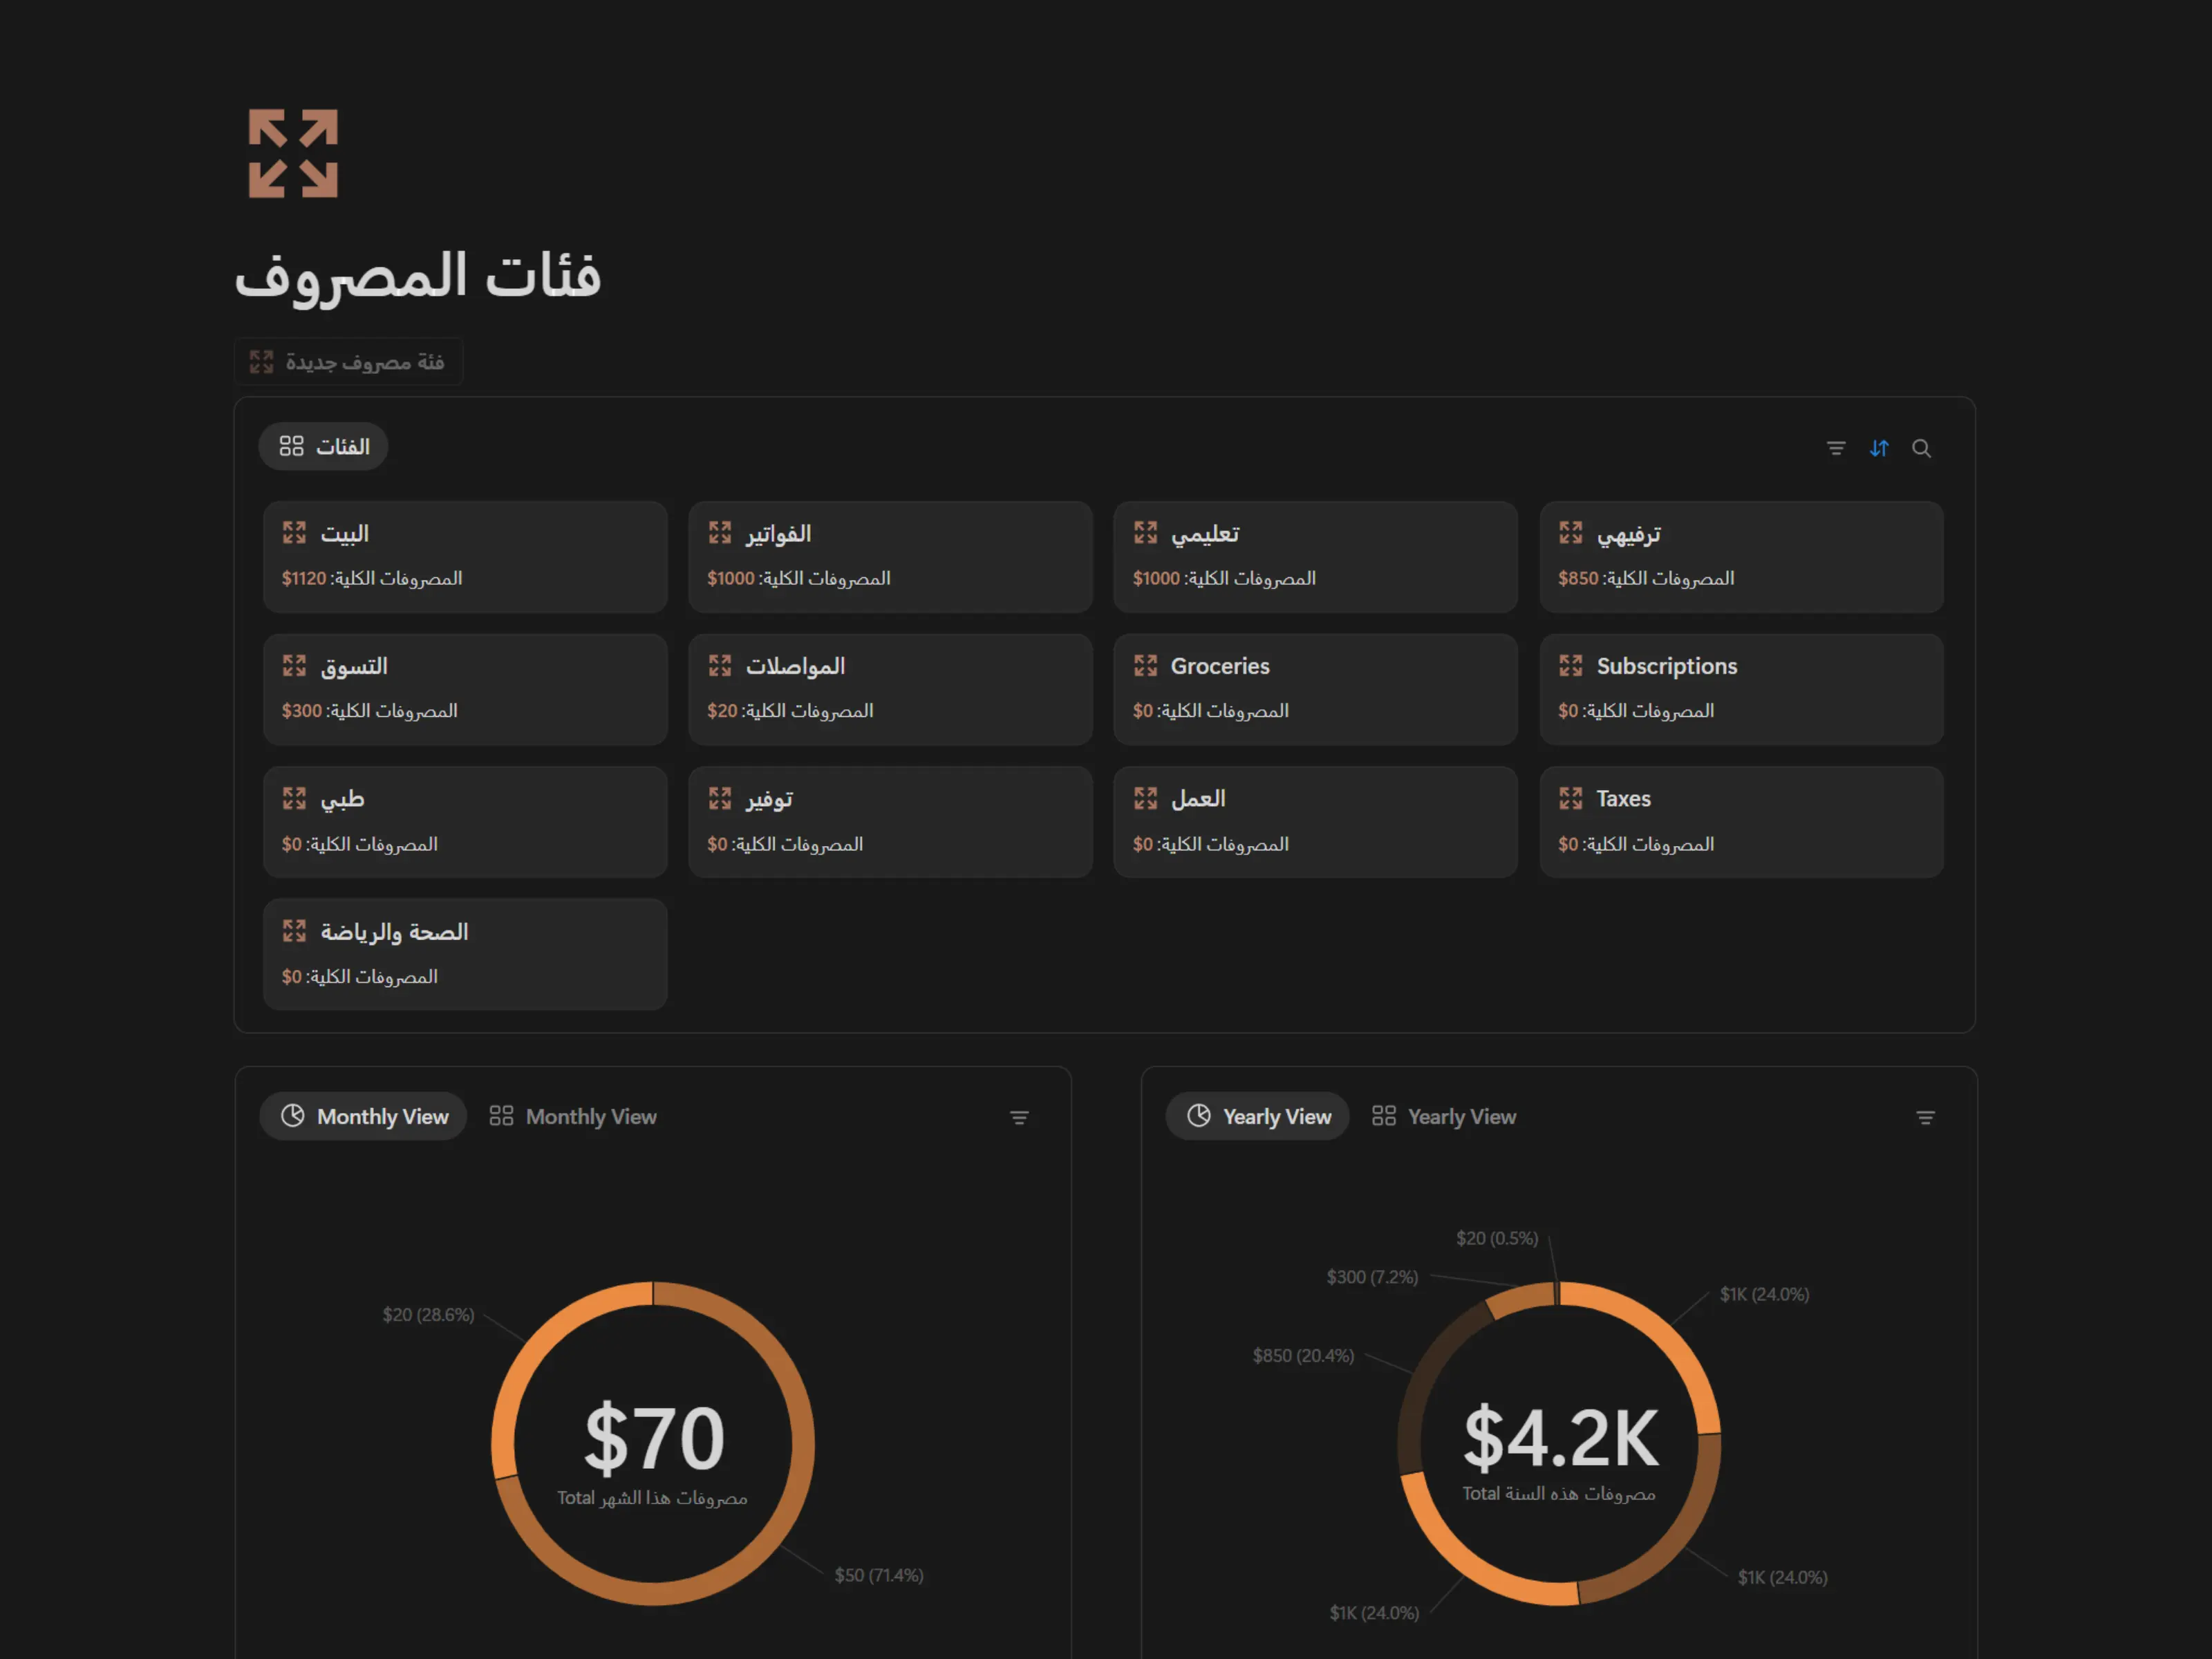 فئات المصروف
فئة مصروف جديدة
الفئات
البيت
المصروفات الكلية: $1120
الفواتير
المصروفات الكلية: $1000
تعليمي
المصروفات الكلية: $1000
ترفيهي
المصروفات الكلية: $850
التسوق
المصروفات الكلية: $300
المواصلات
المصروفات الكلية: $20
Groceries
المصروفات الكلية: $0
Subscriptions
المصروفات الكلية: $0
طبي
المصروفات الكلية: $0
توفير
المصروفات الكلية: $0
العمل
المصروفات الكلية: $0
Taxes
المصروفات الكلية: $0
الصحة والرياضة
المصروفات الكلية: $0
Monthly View
Monthly View
$20 (28.6%)
$70
مصروفات هذا الشهر Total
$50 (71.4%)
Yearly View
Yearly View
$20 (0.5%)
$300 (7.2%)
$1K (24.0%)
$850 (20.4%)
$4.2K
مصروفات هذه السنة Total
$1K (24.0%)
$1K (24.0%)